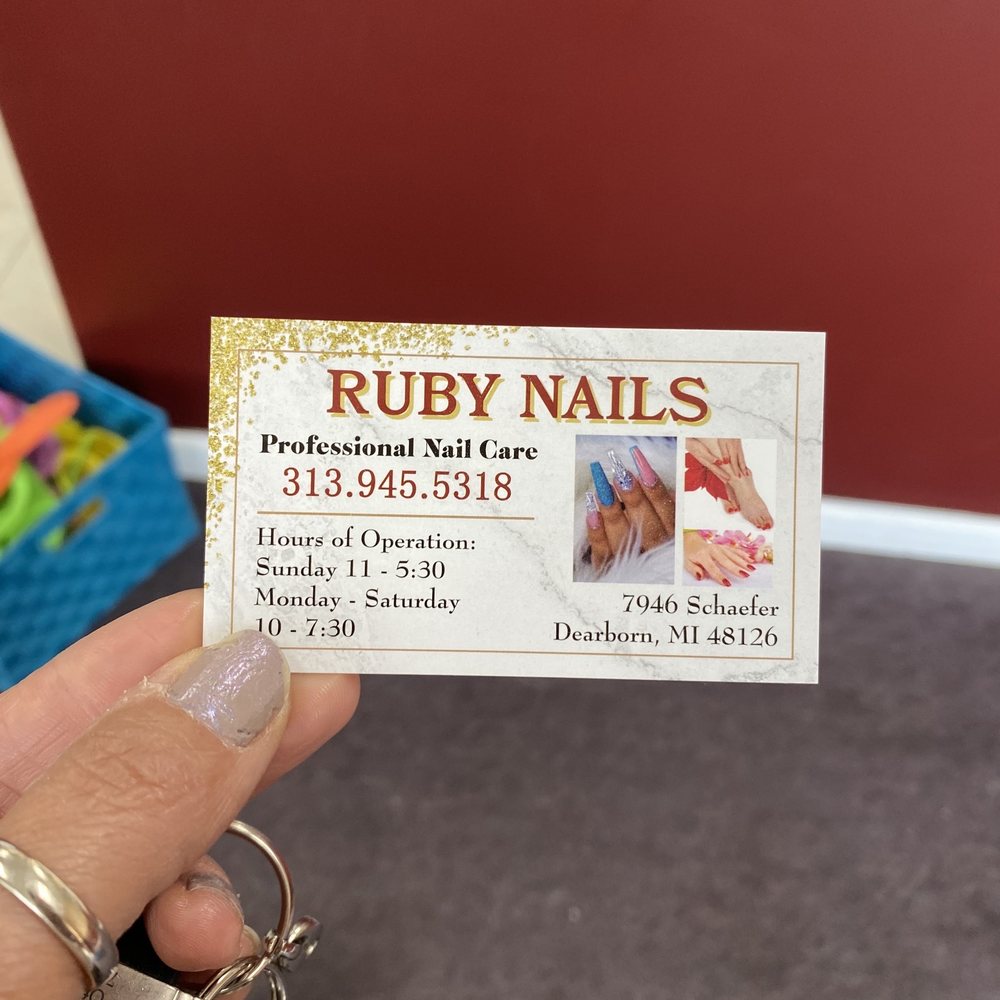 RUBY NAILS
Professional Nail Care
313.945.5318
Hours of Operation:
Sunday 11 - 5:30
Monday - Saturday
10 - 7:30
7946 Schaefer
Dearborn, MI 48126